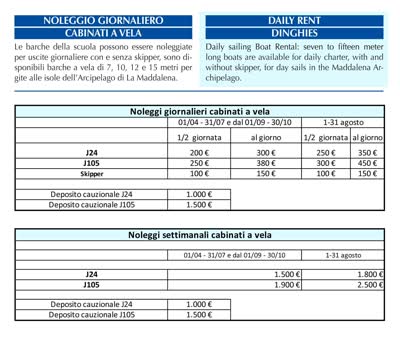 NOLEGGIO GIORNALIERO
CABINATI A VELA
Le barche della scuola possono essere noleggiate
per uscite giornaliere con e senza skipper, sono di-
sponibili barche a vela di 7, 10, 12 e 15 metri per
gite alle isole dell'Arcipelago di La Maddalena.
DAILY RENT
DINGHIES
Daily sailing Boat Rental: seven to fifteen meter
long boats are available for daily charter, with and
without skipper, for day sails in the Maddalena Ar-
chipelago.
Noleggi giornalieri cabinati a vela
01/04 - 31/07 e dal 01/09 - 30/10 1-31 agosto
1/2 giornata al giorno 1/2 giornata al giorno
J24 200 € 300 € 250 € 350 €
J105 250 € 380 € 300 € 450 €
Skipper 100 € 150 € 100 € 150 €
Deposito cauzionale J24 1.000 €
Deposito cauzionale J105 1.500 €
Noleggi settimanali cabinati a vela
01/04 - 31/07 e dal 01/09 - 30/10 1-31 agosto
J24 1.500 € 1.800 €
J105 1.900 € 2.500 €
Deposito cauzionale J24 1.000 €
Deposito cauzionale J105 1.500 €